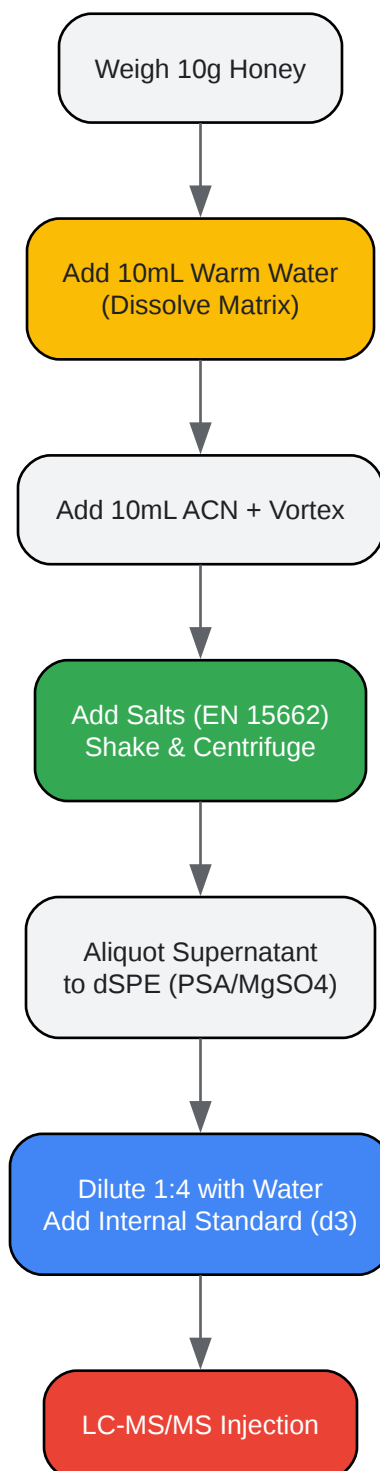 Weigh 10g Honey
Add 10mL Warm Water
(Dissolve Matrix)
Add 10mL ACN + Vortex
Add Salts (EN 15662)
Shake & Centrifuge
Aliquot Supernatant
to dSPE (PSA/MgSO4)
Dilute 1:4 with Water
Add Internal Standard (d3)
LC-MS/MS Injection